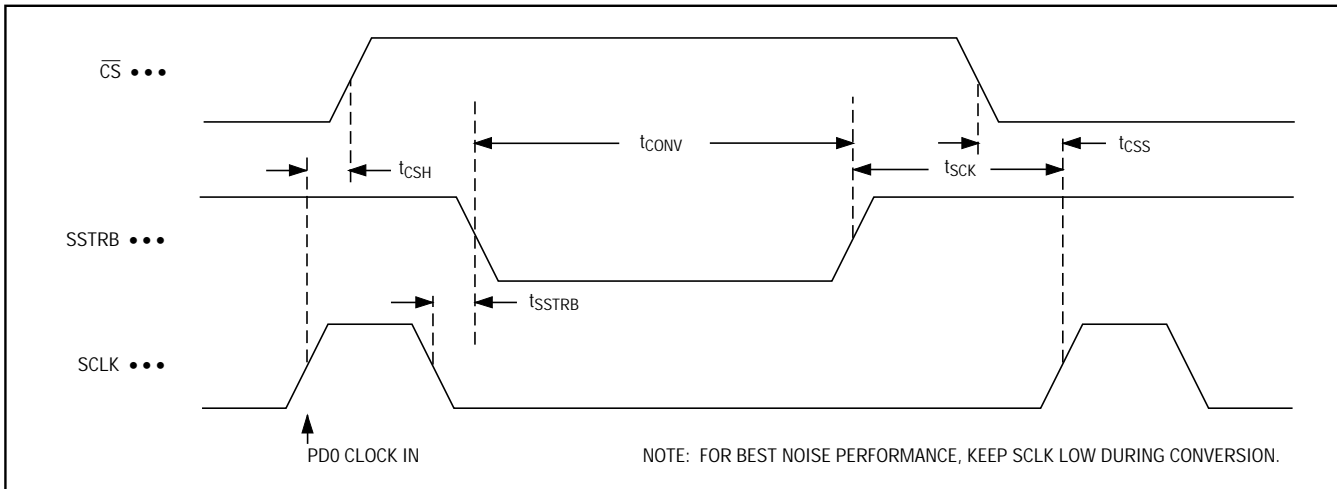 CS •••
tCONV
tCSS
tCSH
tSCK
SSTRB •••
tSSTRB
SCLK •••
PD0 CLOCK IN
NOTE: FOR BEST NOISE PERFORMANCE, KEEP SCLK LOW DURING CONVERSION.